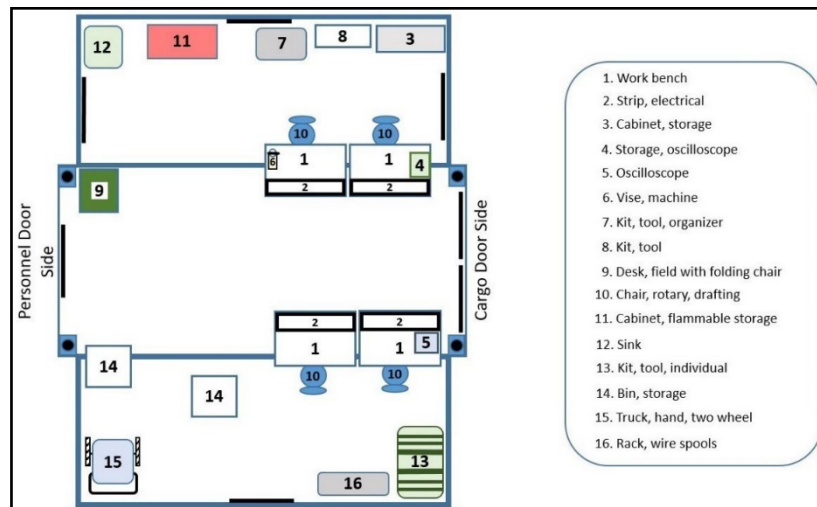 12
11
7
8
3
10
10
6
1
1
4
2
2
9
Personnel Door
Side
Cargo Door Side
2
2
1
1
5
14
10
10
14
15
13
16
1. Work bench
2. Strip, electrical
3. Cabinet, storage
4. Storage, oscilloscope
5. Oscilloscope
6. Vise, machine
7. Kit, tool, organizer
8. Kit, tool
9. Desk, field with folding chair
10. Chair, rotary, drafting
11. Cabinet, flammable storage
12. Sink
13. Kit, tool, individual
14. Bin, storage
15. Truck, hand, two wheel
16. Rack, wire spools